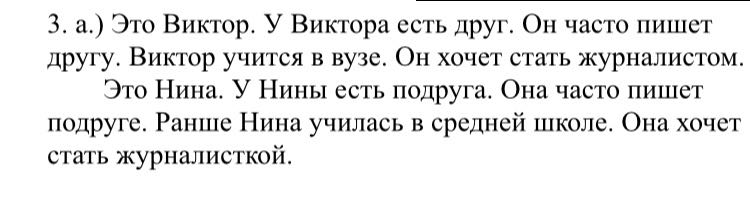 3. а.) Это Виктор. У Виктора есть друг. Он часто пишет
другу. Виктор учится в вузе. Он хочет стать журналистом.
Это Нина. У Нины есть подруга. Она часто пишет
подруге. Ранше Нина училась в средней школе. Она хочет
стать журналисткой.